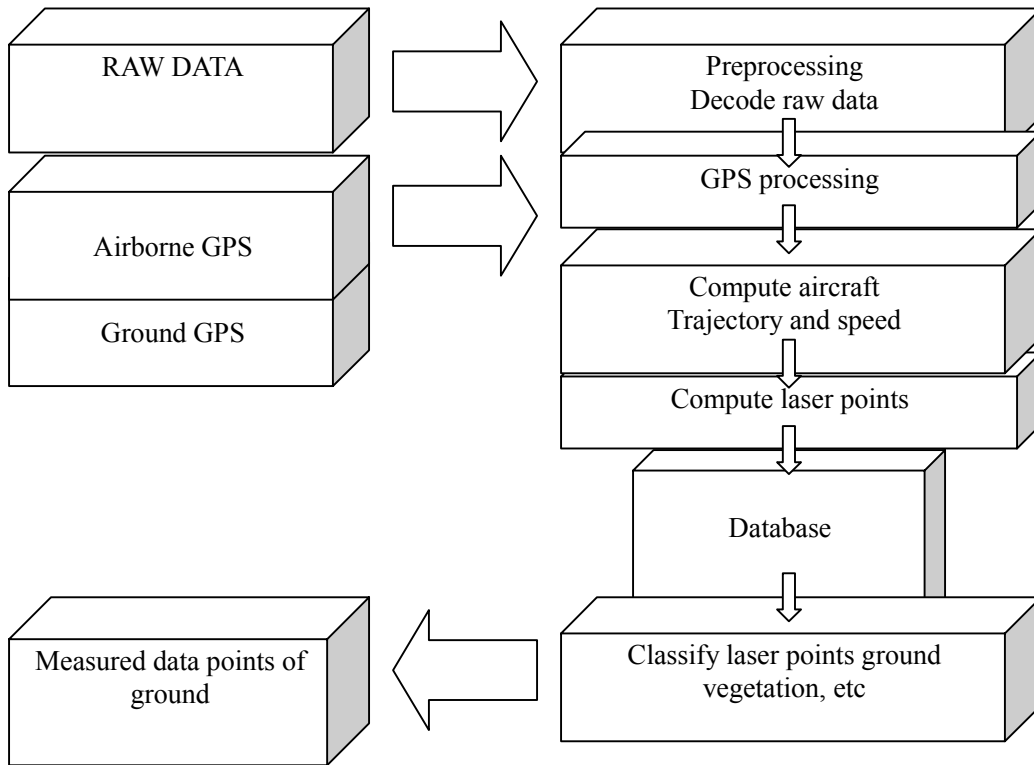 RAW DATA
Airborne GPS
Ground GPS
Preprocessing
Decode raw data
GPS processing
Compute aircraft
Trajectory and speed
Compute laser points
Database
Classify laser points ground
vegetation, etc
Measured data points of
ground